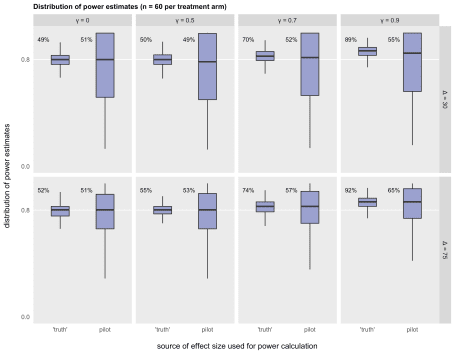 Distribution of power estimates (n = 60 per treatment arm)
γ = 0 γ = 0.5 γ = 0.7 γ = 0.9
49% 51% 50% 49% 70% 52% 89% 55%
0.8
Δ = 30
0.0
distribution of power estimates
52% 51% 55% 53% 74% 57% 92% 65%
0.8
Δ = 75
0.0
'truth' pilot 'truth' pilot 'truth' pilot 'truth' pilot
source of effect size used for power calculation